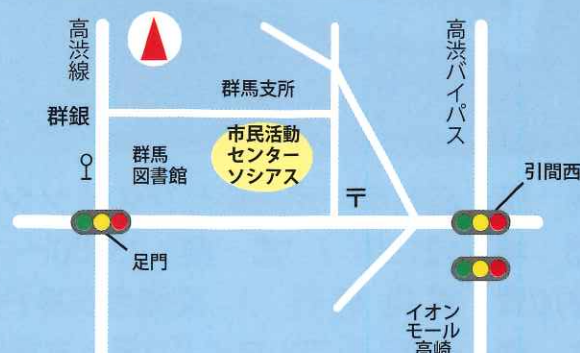 高渋線
高渋バイパス
群馬支所
群銀
市民活動
センター
ソシアス
群馬
図書館
引間西
〒
足門
イオン
モール
高崎